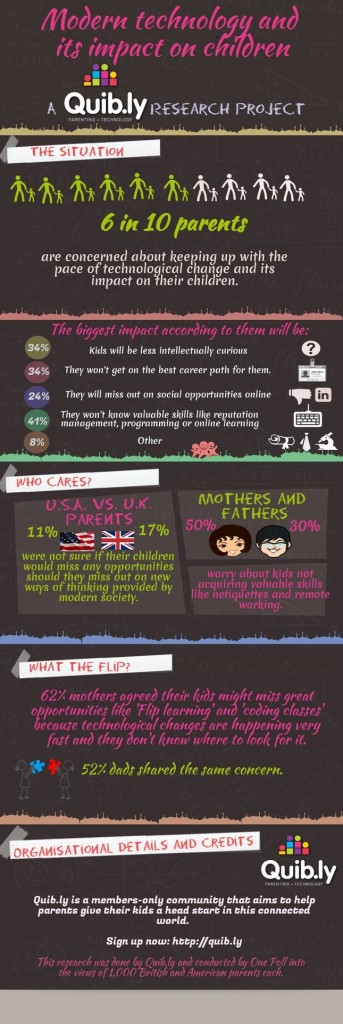 Modern technology and
its impact on children
A Quib.ly RESEARCH PROJECT
PARENTING + TECHNOLOGY
THE SITUATION
6 in 10 parents
are concerned about keeping up with the
pace of technological change and its
impact on their children.
The biggest impact according to them will be:
34% Kids will be less intellectually curious
?
34% They won't get on the best career path for them.
24% They will miss out on social opportunities online
in
41% They won't know valuable skills like reputation
management, programming or online learning
8% Other
WHO CARES?
U.S.A. VS. U.K.
PARENTS
11% 17%
were not sure if their children
would miss any opportunities
should they miss out on new
ways of thinking provided by
modern society.
MOTHERS AND
FATHERS
50% 30%
worry about kids not
acquiring valuable skills
like netiquettes and remote
working.
WHAT THE FLIP?
62% mothers agreed their kids might miss great
opportunities like 'Flip learning' and 'coding classes'
because technological changes are happening very
fast and they don't know where to look for it.
52% dads shared the same concern.
ORGANISATIONAL DETAILS AND CREDITS
Quib.ly
PARENTING + TECHNOLOGY
Quib.ly is a members-only community that aims to help
parents give their kids a head start in this connected
world.
Sign up now: http://quib.ly
This research was done by Quib.ly and conducted by One Poll into
the views of 1,000 British and American parents each.